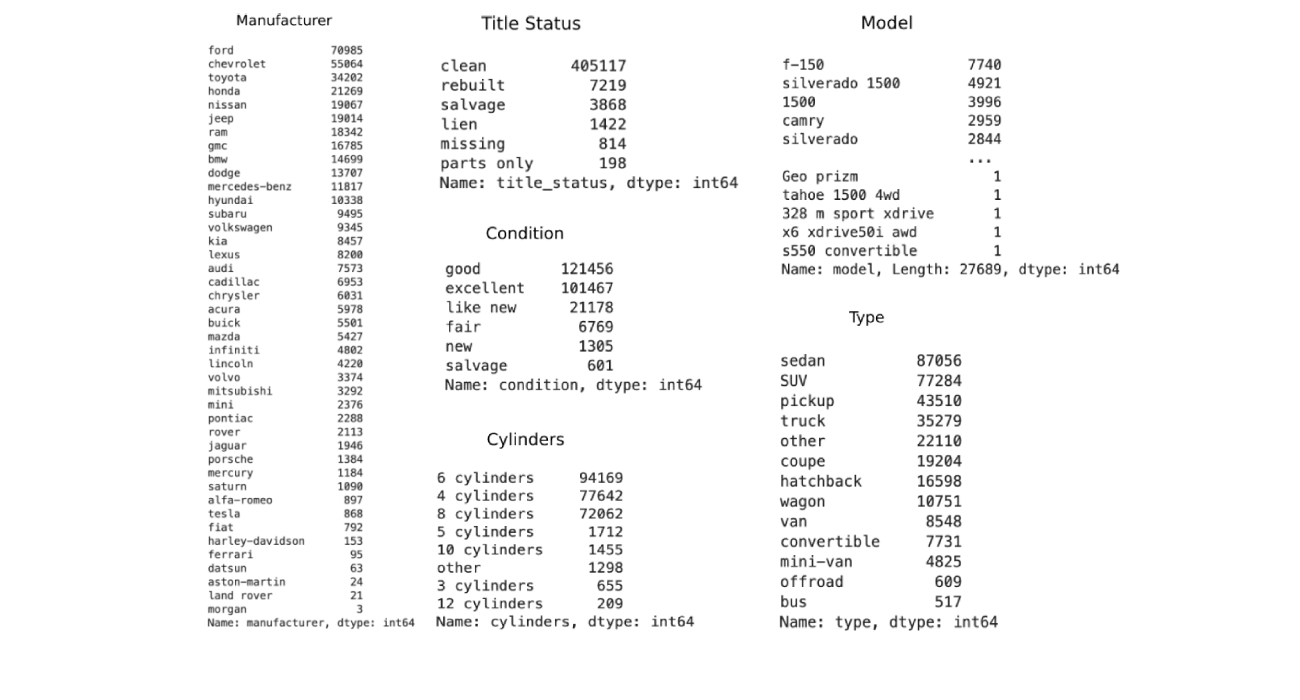 Manufacturer
ford 70985
chevrolet 55064
toyota 34202
honda 21269
nissan 19067
jeep 19014
ram 18342
gmc 16785
bmw 14699
dodge 13707
mercedes-benz 11817
hyundai 10338
subaru 9495
volkswagen 9345
kia 8457
lexus 8200
audi 7573
cadillac 6953
chrysler 6031
acura 5978
buick 5501
mazda 5427
infiniti 4802
lincoln 4220
volvo 3374
mitsubishi 3292
mini 2376
pontiac 2288
rover 2113
jaguar 1946
porsche 1384
mercury 1184
saturn 1090
alfa-romeo 897
tesla 868
fiat 792
harley-davidson 153
ferrari 95
datsun 63
aston-martin 24
land rover 21
morgan 3
Name: manufacturer, dtype: int64
Title Status
clean 405117
rebuilt 7219
salvage 3868
lien 1422
missing 814
parts only 198
Name: title_status, dtype: int64
Condition
good 121456
excellent 101467
like new 21178
fair 6769
new 1305
salvage 601
Name: condition, dtype: int64
Cylinders
6 cylinders 94169
4 cylinders 77642
8 cylinders 72062
5 cylinders 1712
10 cylinders 1455
other 1298
3 cylinders 655
12 cylinders 209
Name: cylinders, dtype: int64
Model
f-150 7740
silverado 1500 4921
1500 3996
camry 2959
silverado 2844
...
Geo prizm 1
tahoe 1500 4wd 1
328 m sport xdrive 1
x6 xdrive50i awd 1
s550 convertible 1
Name: model, Length: 27689, dtype: int64
Type
sedan 87056
SUV 77284
pickup 43510
truck 35279
other 22110
coupe 19204
hatchback 16598
wagon 10751
van 8548
convertible 7731
mini-van 4825
offroad 609
bus 517
Name: type, dtype: int64